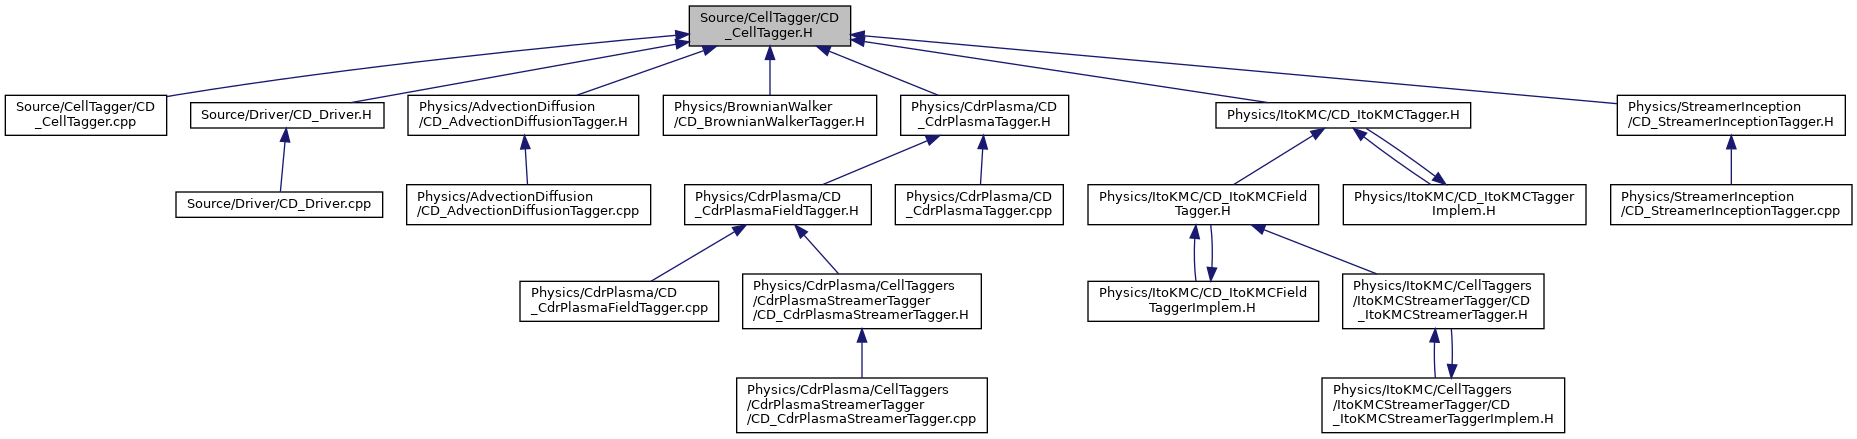 Source/CellTagger/CD
_CellTagger.H
Source/CellTagger/CD
_CellTagger.cpp
Source/Driver/CD_Driver.H
Physics/AdvectionDiffusion
/CD_AdvectionDiffusionTagger.H
Physics/BrownianWalker
/CD_BrownianWalkerTagger.H
Physics/CdrPlasma/CD
_CdrPlasmaTagger.H
Physics/ItoKMC/CD_ItoKMCTagger.H
Physics/StreamerInception
/CD_StreamerInceptionTagger.H
Source/Driver/CD_Driver.cpp
Physics/AdvectionDiffusion
/CD_AdvectionDiffusionTagger.cpp
Physics/CdrPlasma/CD
_CdrPlasmaFieldTagger.H
Physics/CdrPlasma/CD
_CdrPlasmaTagger.cpp
Physics/ItoKMC/CD_ItoKMCField
Tagger.H
Physics/ItoKMC/CD_ItoKMCTagger
Implem.H
Physics/StreamerInception
/CD_StreamerInceptionTagger.cpp
Physics/CdrPlasma/CD
_CdrPlasmaFieldTagger.cpp
Physics/CdrPlasma/CellTaggers
/CdrPlasmaStreamerTagger
/CD_CdrPlasmaStreamerTagger.H
Physics/ItoKMC/CD_ItoKMCField
TaggerImplem.H
Physics/ItoKMC/CellTaggers
/ItoKMCStreamerTagger/CD
_ItoKMCStreamerTagger.H
Physics/CdrPlasma/CellTaggers
/CdrPlasmaStreamerTagger
/CD_CdrPlasmaStreamerTagger.cpp
Physics/ItoKMC/CellTaggers
/ItoKMCStreamerTagger/CD
_ItoKMCStreamerTaggerImplem.H